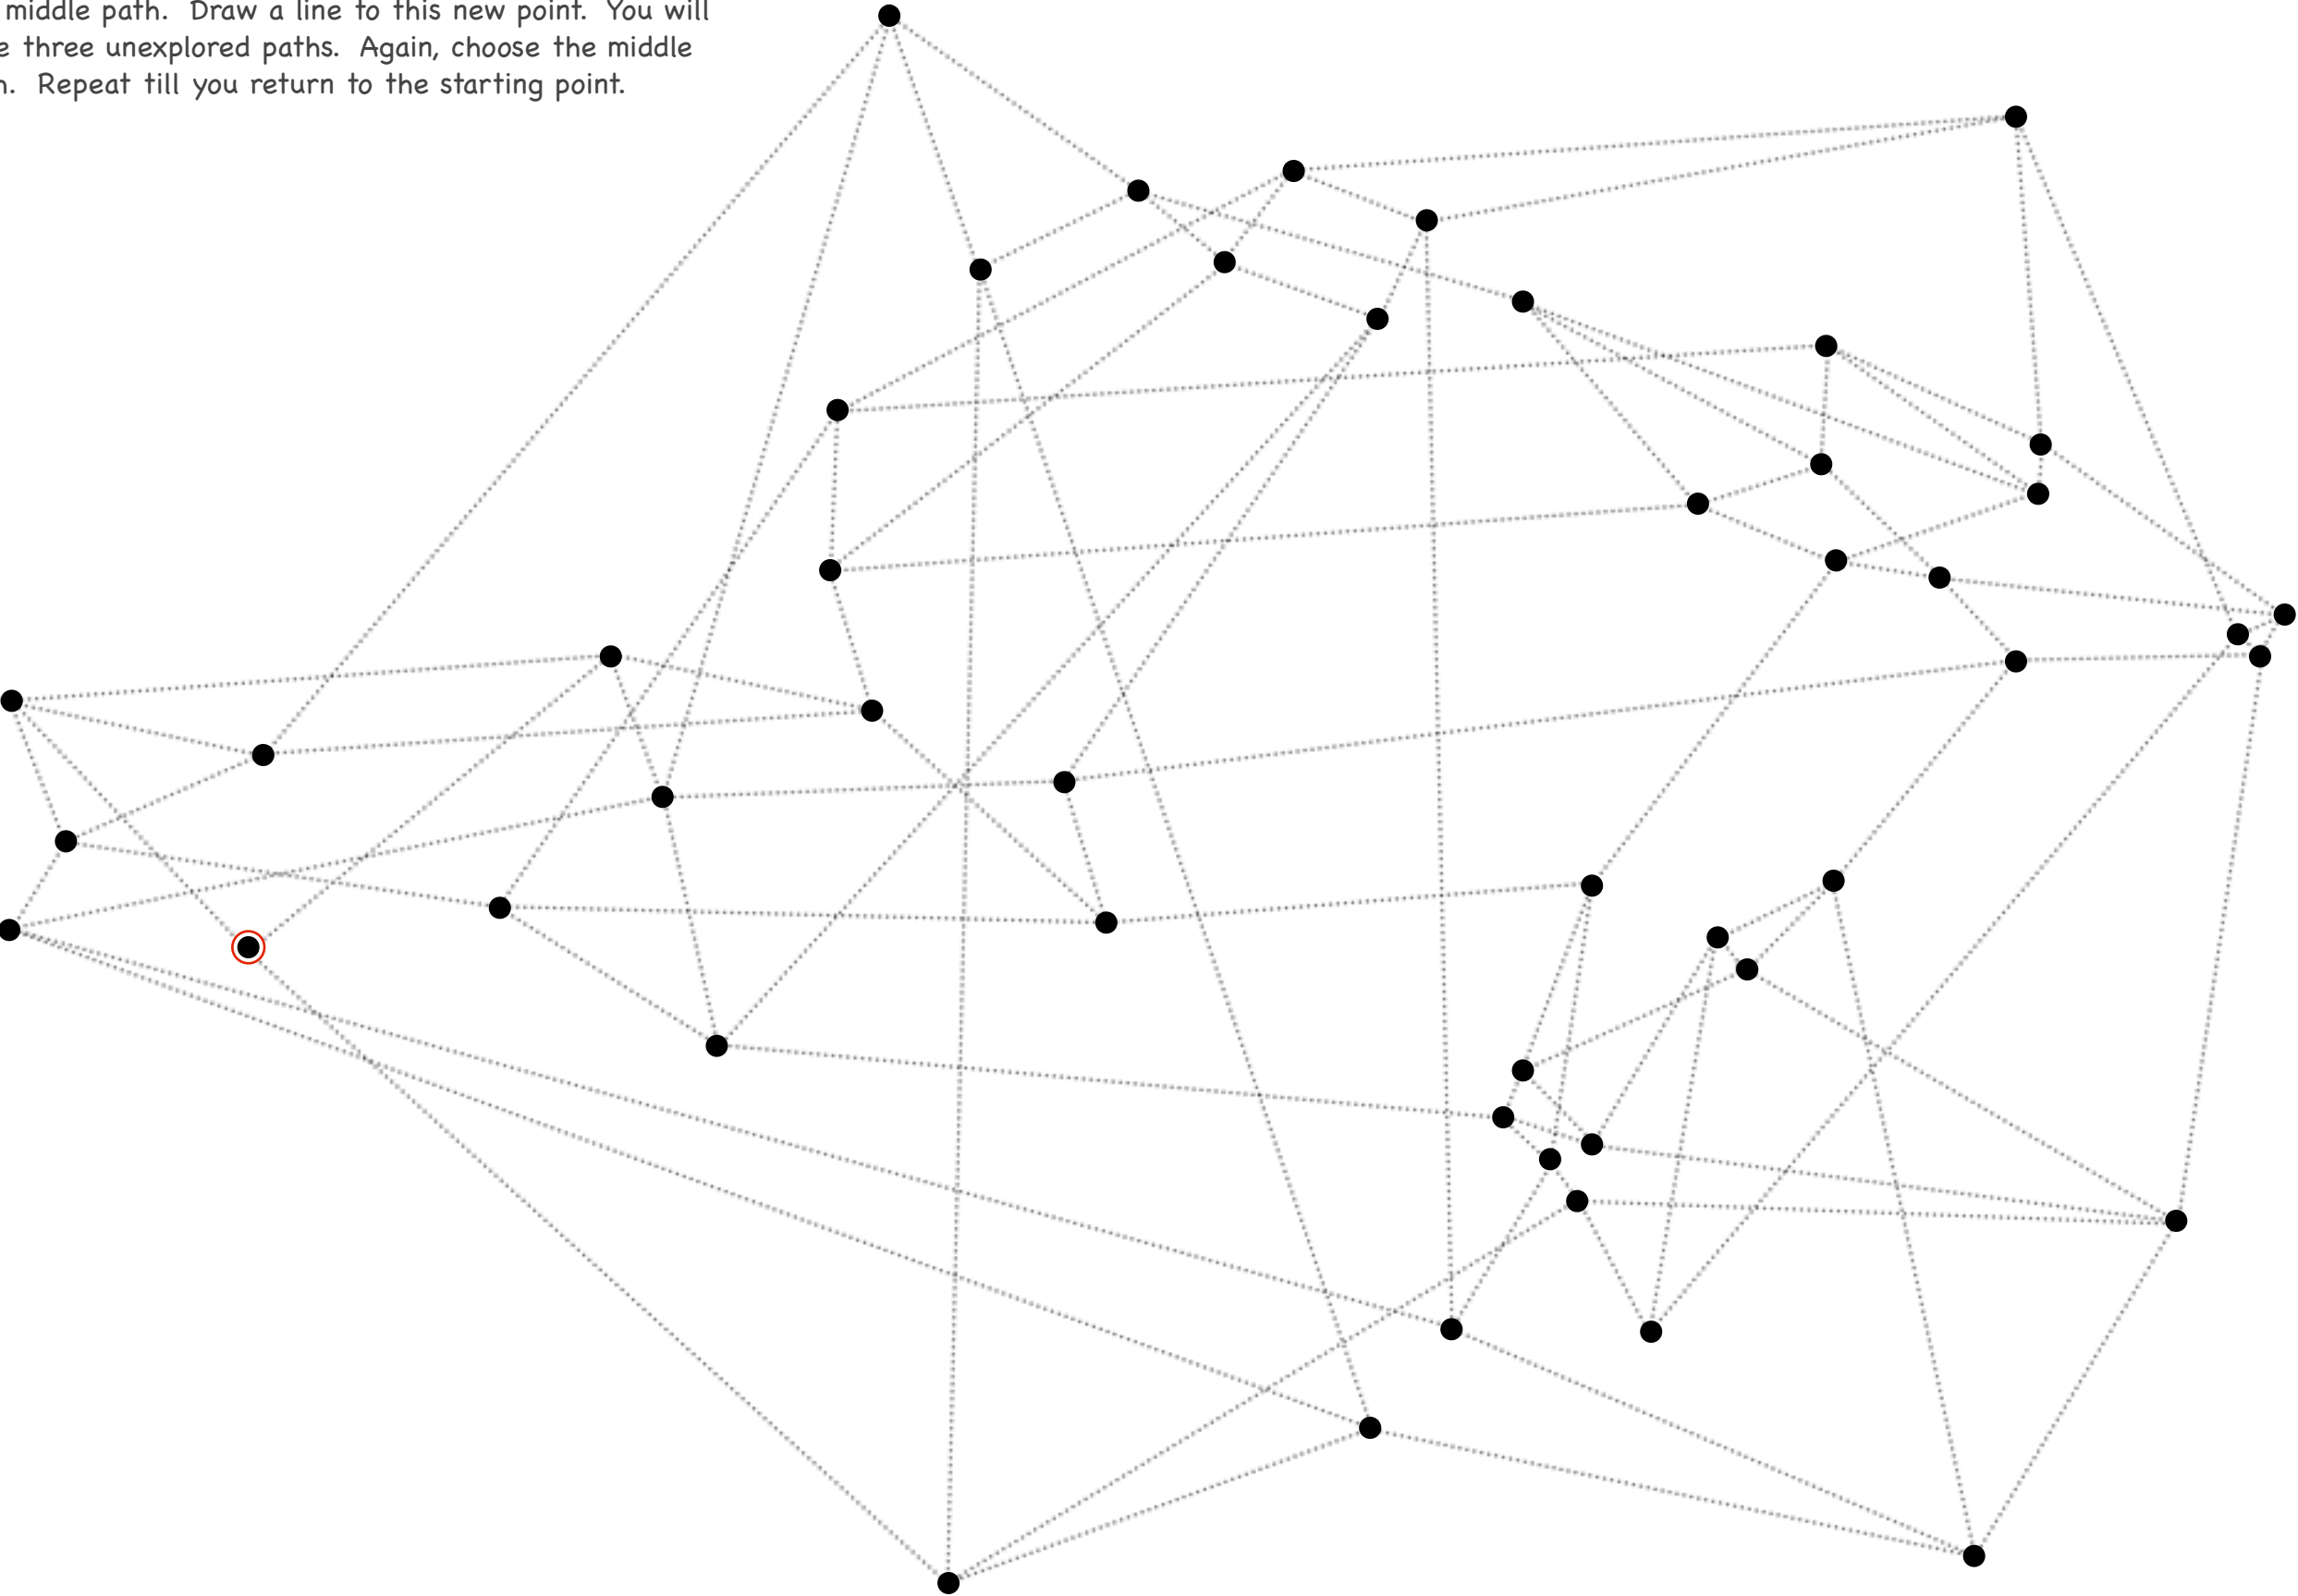 middle path. Draw a line to this new point. You will
three unexplored paths. Again, choose the middle
Repeat till you return to the starting point.